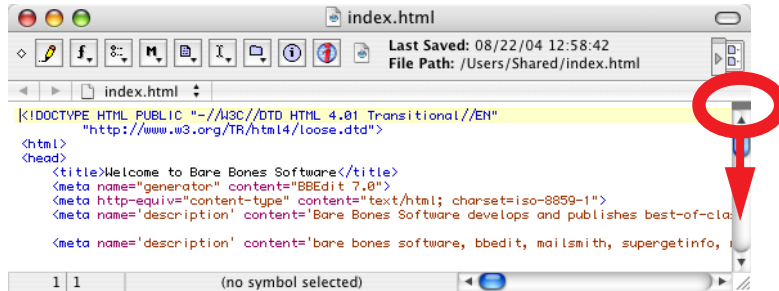 index.html
Last Saved: 08/22/04 12:58:42
File Path: /Users/Shared/index.html
index.html
<!DOCTYPE HTML PUBLIC "-//W3C//DTD HTML 4.01 Transitional//EN"
"http://www.w3.org/TR/html4/loose.dtd">
<html>
<head>
<title>Welcome to Bare Bones Software</title>
<meta name="generator" content="BBEdit 7.0">
<meta http-equiv="content-type" content="text/html; charset=iso-8859-1">
<meta name='description' content='Bare Bones Software develops and publishes best-of-cla
<meta name='description' content='bare bones software, bbedit, mailsmith, supergetinfo,
1 1 (no symbol selected)